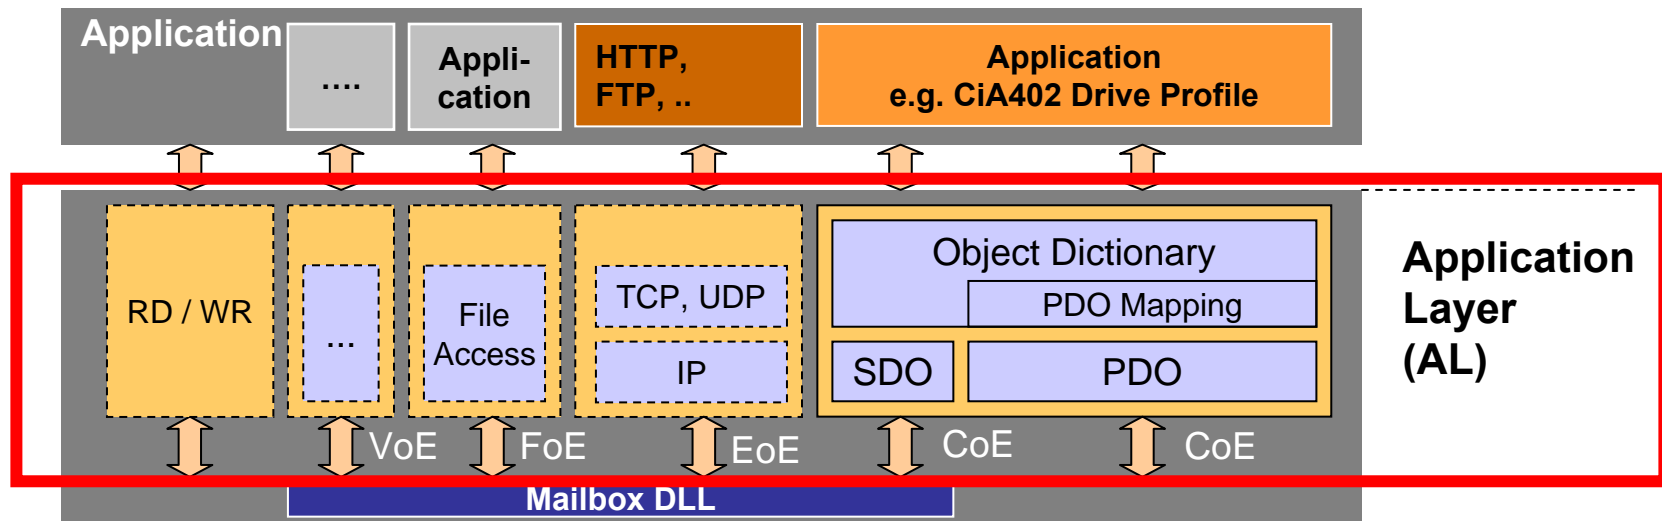 Application
....
Appli-
cation
HTTP,
FTP, ..
Application
e.g. CiA402 Drive Profile
RD / WR
...
File
Access
TCP, UDP
IP
Object Dictionary
PDO Mapping
SDO
PDO
Application
Layer
(AL)
VoE
FoE
EoE
CoE
CoE
Mailbox DLL